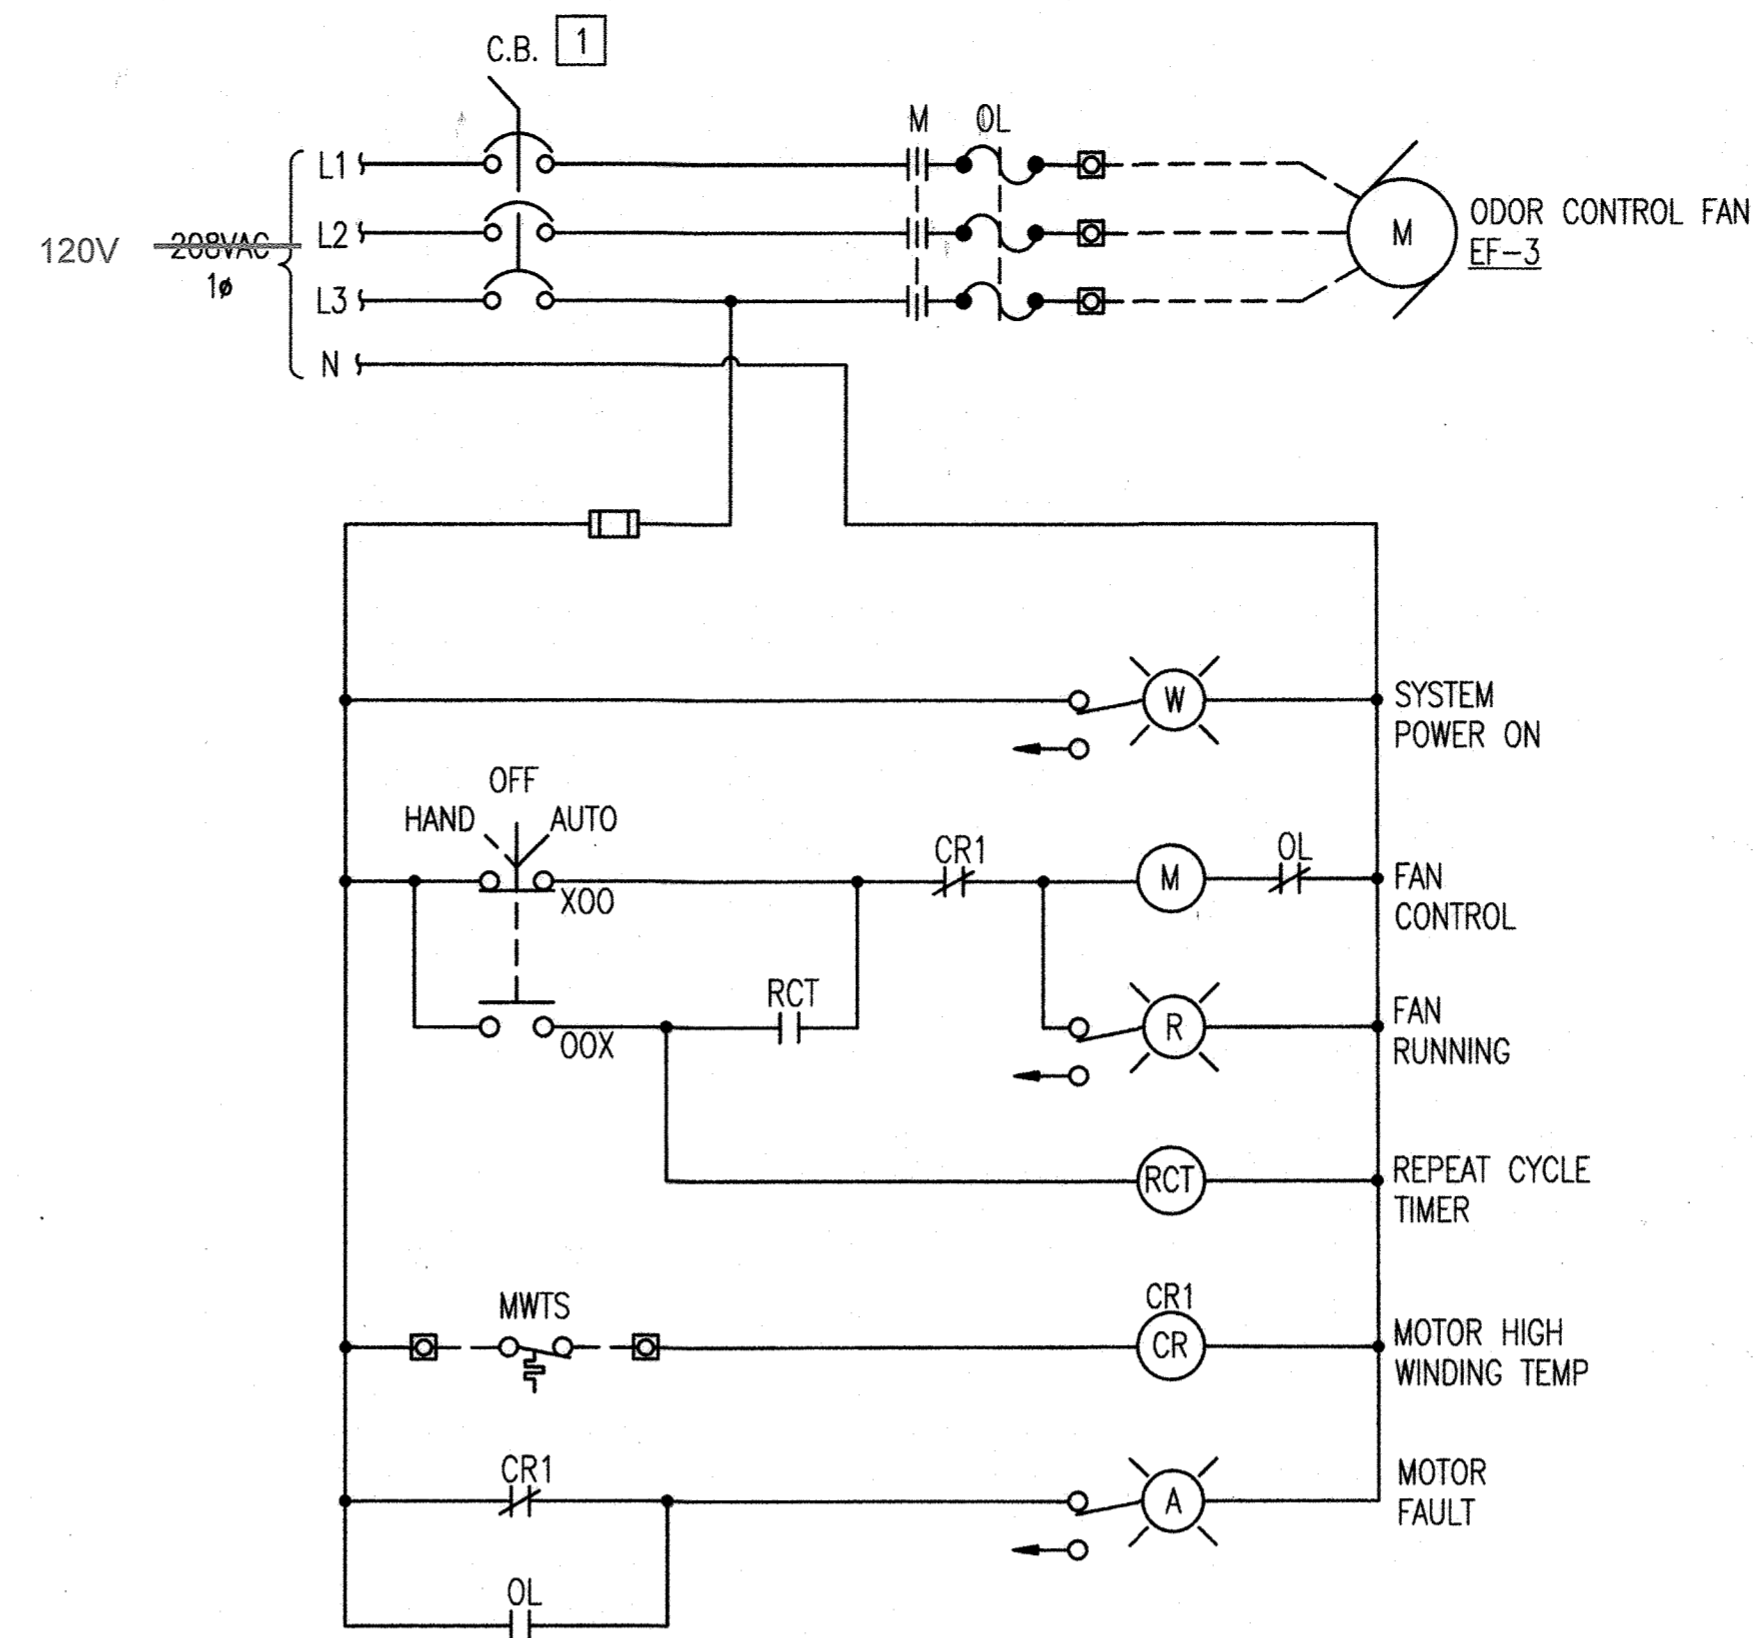 C.B. 1
M OL
L1
120V 208VAC L2
1ø
L3
N
M
ODOR CONTROL FAN
EF-3
W
SYSTEM
POWER ON
OFF
HAND AUTO
XOO
CR1
M
OL
FAN
CONTROL
OOX
RCT
R
FAN
RUNNING
RCT
REPEAT CYCLE
TIMER
MWTS
CR1
CR
MOTOR HIGH
WINDING TEMP
CR1
A
MOTOR
FAULT
OL